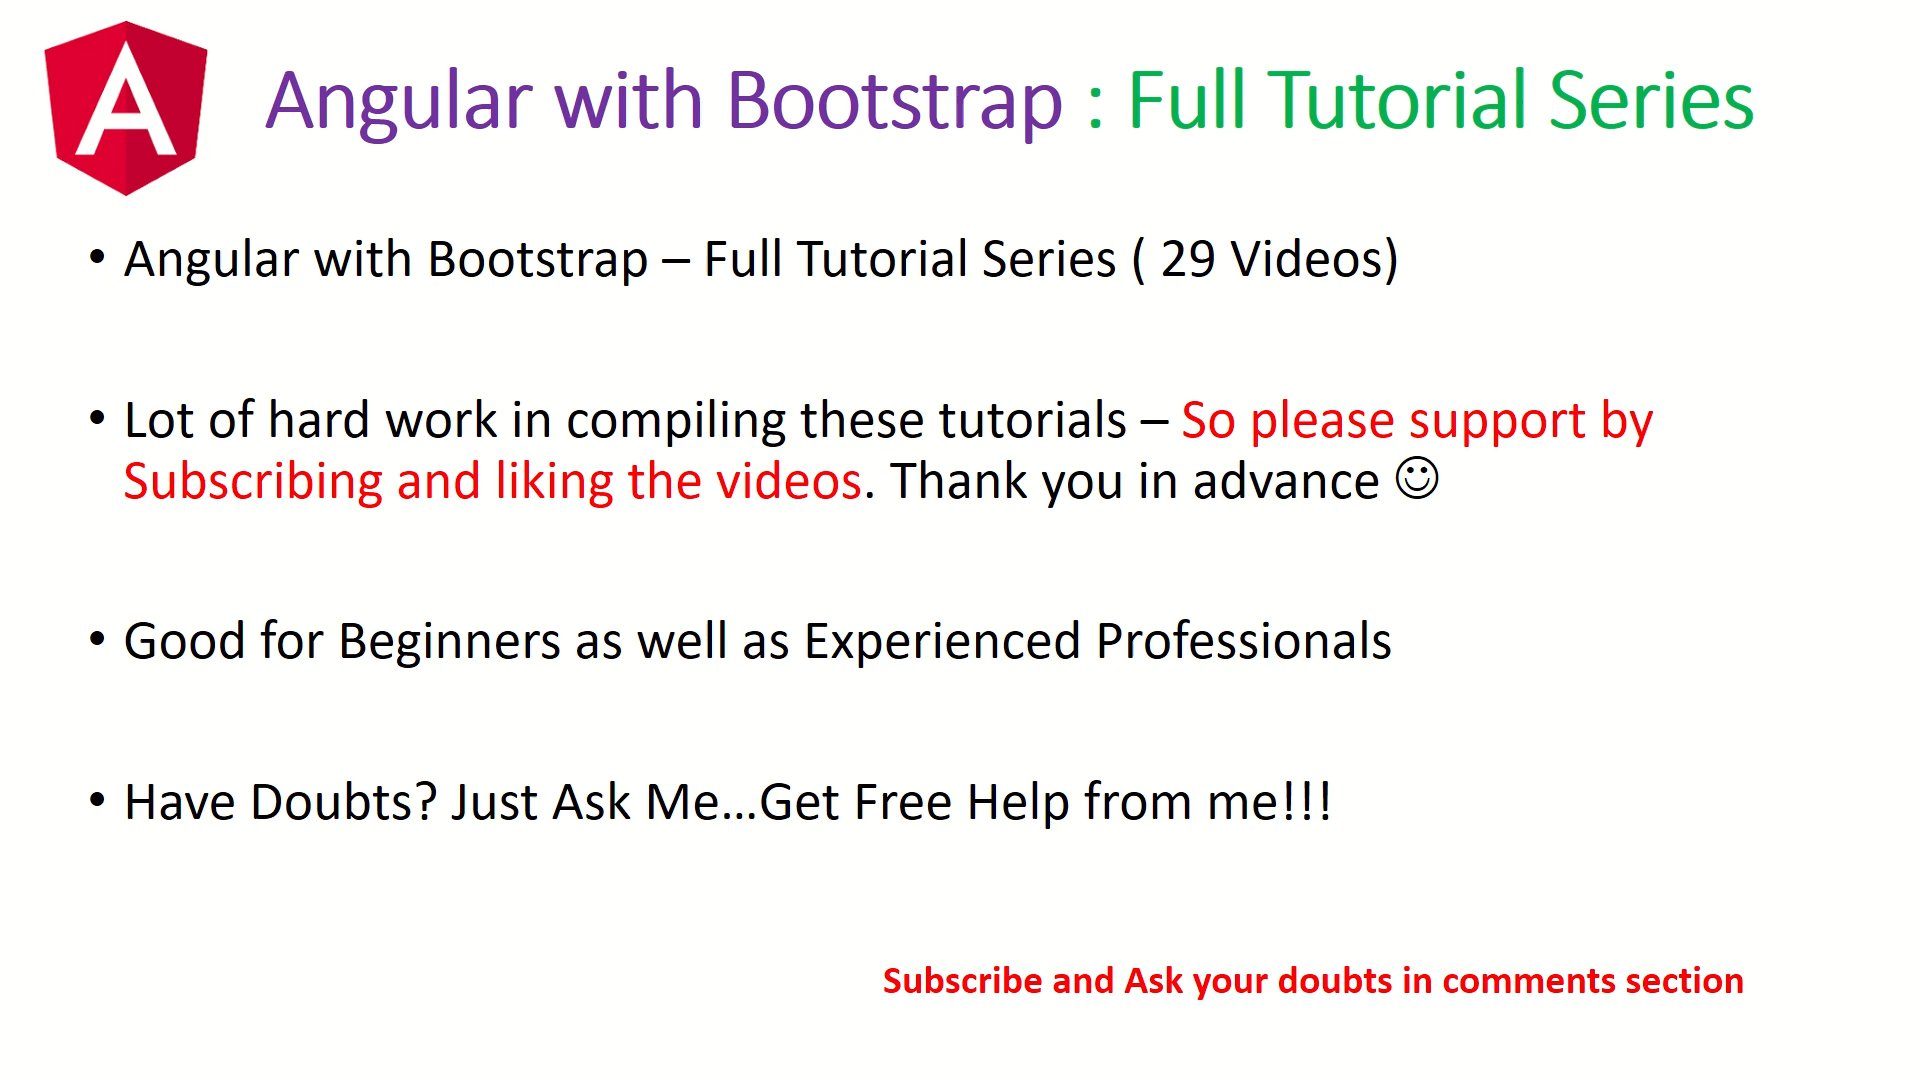 Angular with Bootstrap : Full Tutorial Series
• Angular with Bootstrap – Full Tutorial Series ( 29 Videos)
• Lot of hard work in compiling these tutorials – So please support by
Subscribing and liking the videos. Thank you in advance ☺
• Good for Beginners as well as Experienced Professionals
• Have Doubts? Just Ask Me...Get Free Help from me!!!
Subscribe and Ask your doubts in comments section